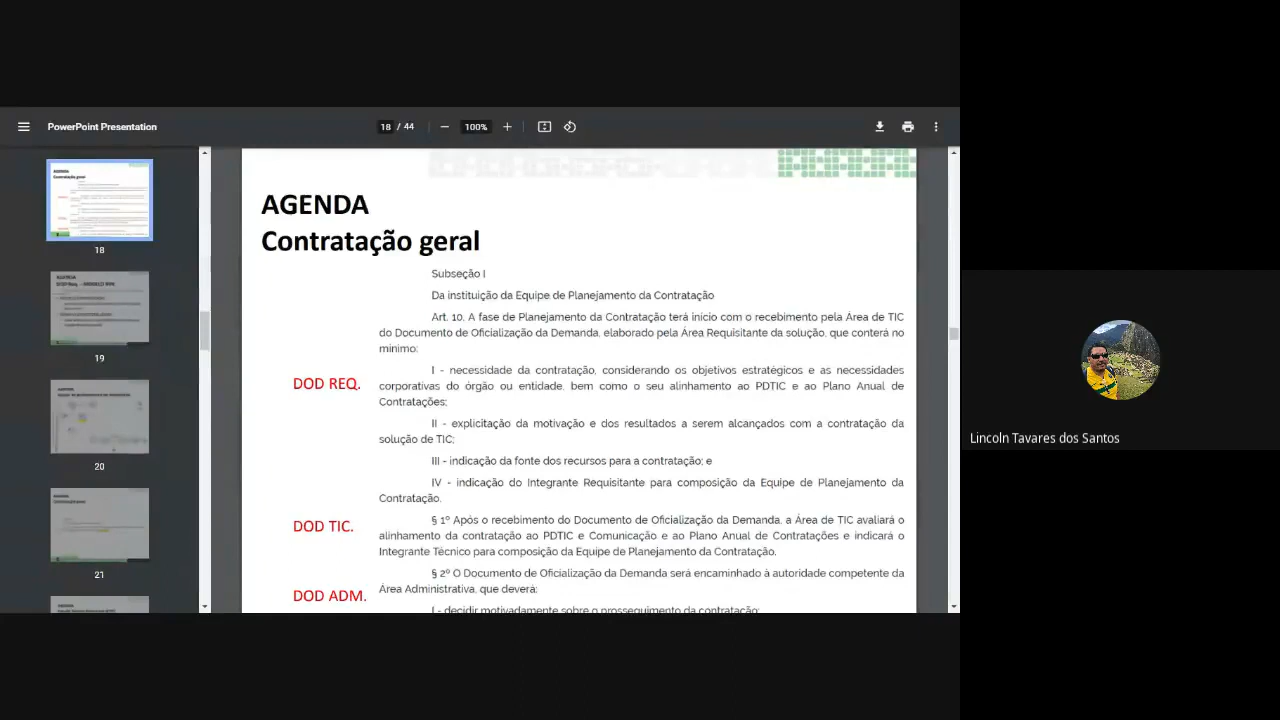 PowerPoint Presentation
18 / 44
100%
18
19
20
21
AGENDA
Contratação geral
Subseção I
Da instituição da Equipe de Planejamento da Contratação
Art. 10. A fase de Planejamento da Contratação terá início com o recebimento pela Área de TIC
do Documento de Oficialização da Demanda, elaborado pela Área Requisitante da solução, que conterá no
mínimo:
DOD REQ.
I - necessidade da contratação, considerando os objetivos estratégicos e as necessidades
corporativas do órgão ou entidade, bem como o seu alinhamento ao PDTIC e ao Plano Anual de
Contratações;
II - explicitação da motivação e dos resultados a serem alcançados com a contratação da
solução de TIC;
III - indicação da fonte dos recursos para a contratação; e
IV - indicação do Integrante Requisitante para composição da Equipe de Planejamento da
Contratação.
DOD TIC.
§ 1º Após o recebimento do Documento de Oficialização da Demanda, a Área de TIC avaliará o
alinhamento da contratação ao PDTIC e Comunicação e ao Plano Anual de Contratações e indicará o
Integrante Técnico para composição da Equipe de Planejamento da Contratação.
§ 2º O Documento de Oficialização da Demanda será encaminhado à autoridade competente da
Área Administrativa, que deverá:
DOD ADM.
I - decidir motivadamente sobre o prosseguimento da contratação;
Lincoln Tavares dos Santos